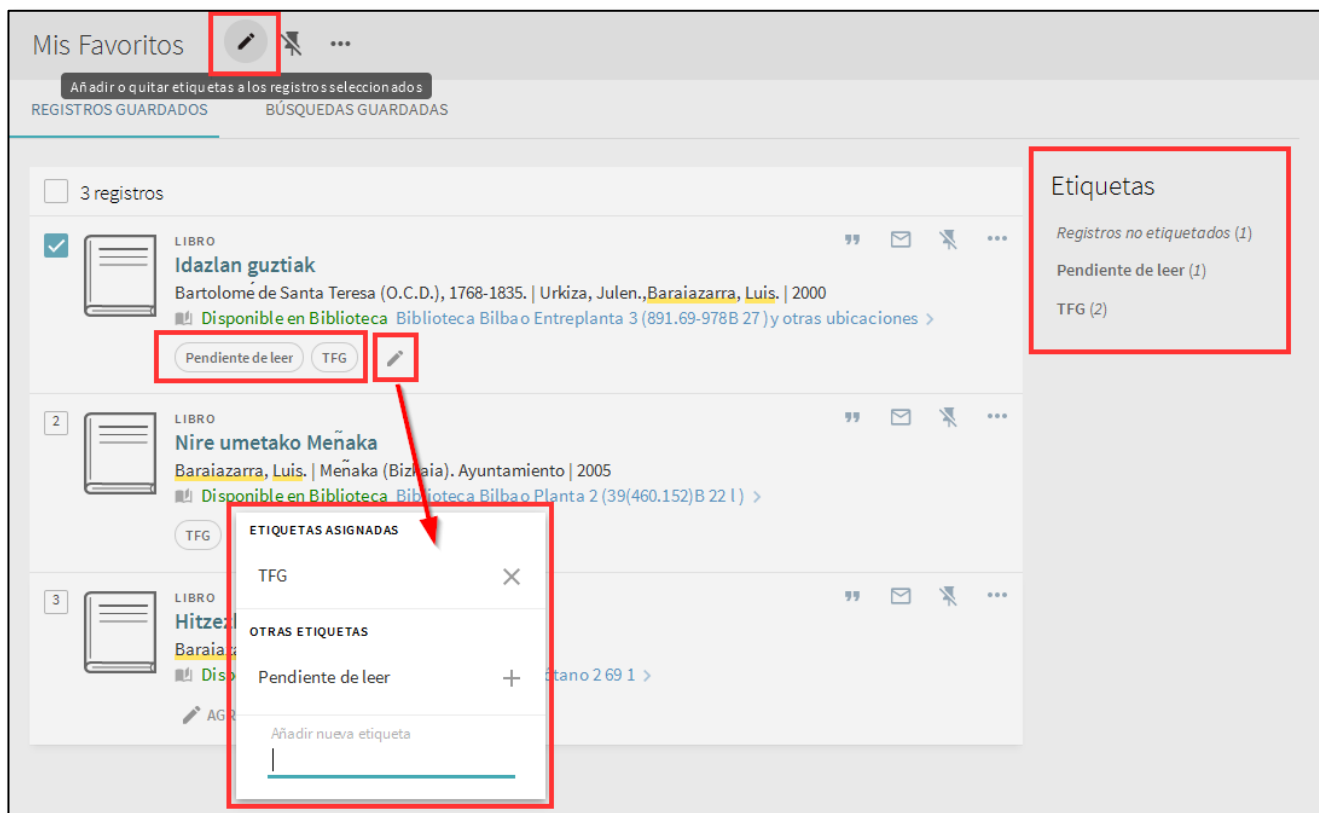 Mis Favoritos
Añadir o quitar etiquetas a los registros seleccionados
REGISTROS GUARDADOS BÚSQUEDAS GUARDADAS
3 registros
LIBRO
Idazlan guztiak
Bartolomé de Santa Teresa (O.C.D.), 1768-1835. | Urkiza, Julen.,Baraiazarra, Luis. | 2000
Disponible en Biblioteca Biblioteca Bilbao Entreplanta 3 (891.69-978B 27 ) y otras ubicaciones >
Pendiente de leer TFG
2
LIBRO
Nire umetako Meñaka
Baraiazarra, Luis. | Meñaka (Bizkaia). Ayuntamiento | 2005
Disponible en Biblioteca Biblioteca Bilbao Planta 2 (39(460.152)B 22 l ) >
TFG
3
LIBRO
2 69 1 >
ETIQUETAS ASIGNADAS
TFG
OTRAS ETIQUETAS
Pendiente de leer
Añadir nueva etiqueta
Etiquetas
Registros no etiquetados (1)
Pendiente de leer (1)
TFG (2)